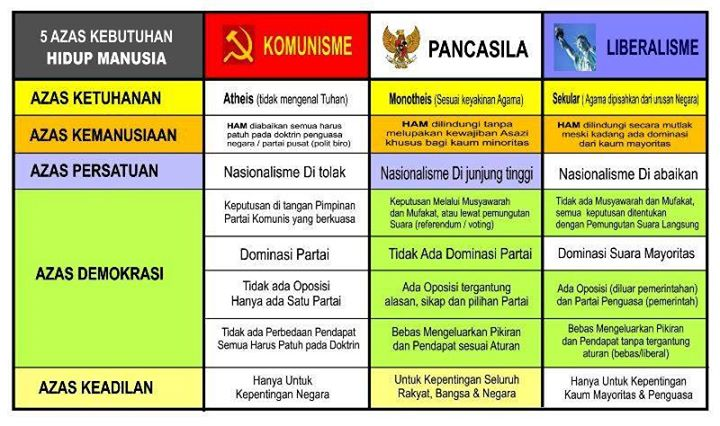 5 AZAS KEBUTUHAN
HIDUP MANUSIA
KOMUNISME
PANCASILA
LIBERALISME
AZAS KETUHANAN
Atheis (tidak mengenal Tuhan)
Monotheis (Sesuai keyakinan Agama)
Sekular ( Agama dipisahkan dari urusan Negara)
AZAS KEMANUSIAAN
HAM diabaikan semua harus
patuh pada doktrin penguasa
negara / partai pusat (polit biro)
HAM dilindungi tanpa
melupakan kewajiban Asazi
khusus bagi kaum minoritas
HAM dilindungi secara mutlak
meski kadang ada dominasi
dari kaum mayoritas
AZAS PERSATUAN
Nasionalisme Di tolak
Nasionalisme Di junjung tinggi
Nasionalisme Di abaikan
AZAS DEMOKRASI
Keputusan di tangan Pimpinan
Partai Komunis yang berkuasa
Keputusan Melalui Musyawarah
dan Mufakat, atau lewat pemungutan
Suara (referendum / voting)
Tidak ada Musyawarah dan Mufakat,
semua keputusan ditentukan
dengan Pemungutan Suara Langsung
Dominasi Partai
Tidak Ada Dominasi Partai
Dominasi Suara Mayoritas
Tidak ada Oposisi
Hanya ada Satu Partai
Ada Oposisi tergantung
alasan, sikap dan pilihan Partai
Ada Oposisi (diluar pemerintahan)
dan Partai Penguasa (pemerintah)
Tidak ada Perbedaan Pendapat
Semua Harus Patuh pada Doktrin
Bebas Mengeluarkan Pikiran
dan Pendapat sesuai Aturan
Bebas Mengeluarkan Pikiran
dan Pendapat tanpa tergantung
aturan (bebas/liberal)
AZAS KEADILAN
Hanya Untuk
Kepentingan Negara
Untuk Kepentingan Seluruh
Rakyat, Bangsa & Negara
Hanya Untuk Kepentingan
Kaum Mayoritas & Penguasa